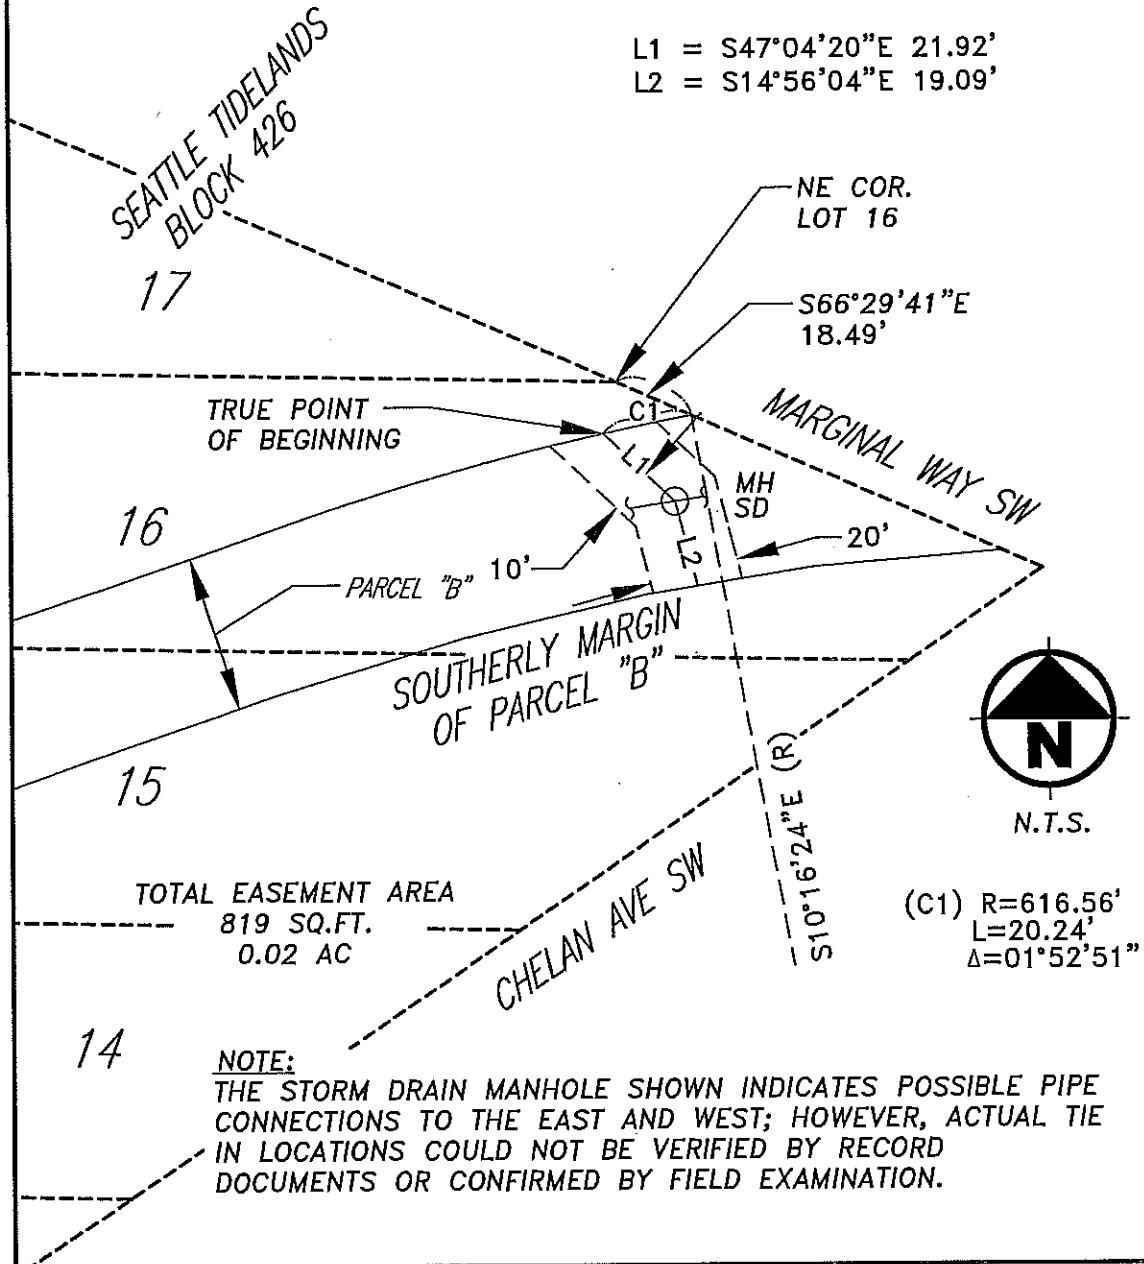 L1 = S47°04'20"E 21.92'
L2 = S14°56'04"E 19.09'
SEATTLE TIDELANDS
BLOCK 426
NE COR.
LOT 16
17
S66°29'41"E
18.49'
TRUE POINT
OF BEGINNING
C1
MARGINAL WAY SW
L1
MH
SD
16
20'
L2
PARCEL "B"
10'
SOUTHERLY MARGIN
OF PARCEL "B"
N
N.T.S.
15
S10°16'24"E (R)
TOTAL EASEMENT AREA
819 SQ.FT.
0.02 AC
CHELAN AVE SW
(C1) R=616.56'
L=20.24'
Δ=01°52'51"
14
NOTE:
THE STORM DRAIN MANHOLE SHOWN INDICATES POSSIBLE PIPE
CONNECTIONS TO THE EAST AND WEST; HOWEVER, ACTUAL TIE
IN LOCATIONS COULD NOT BE VERIFIED BY RECORD
DOCUMENTS OR CONFIRMED BY FIELD EXAMINATION.